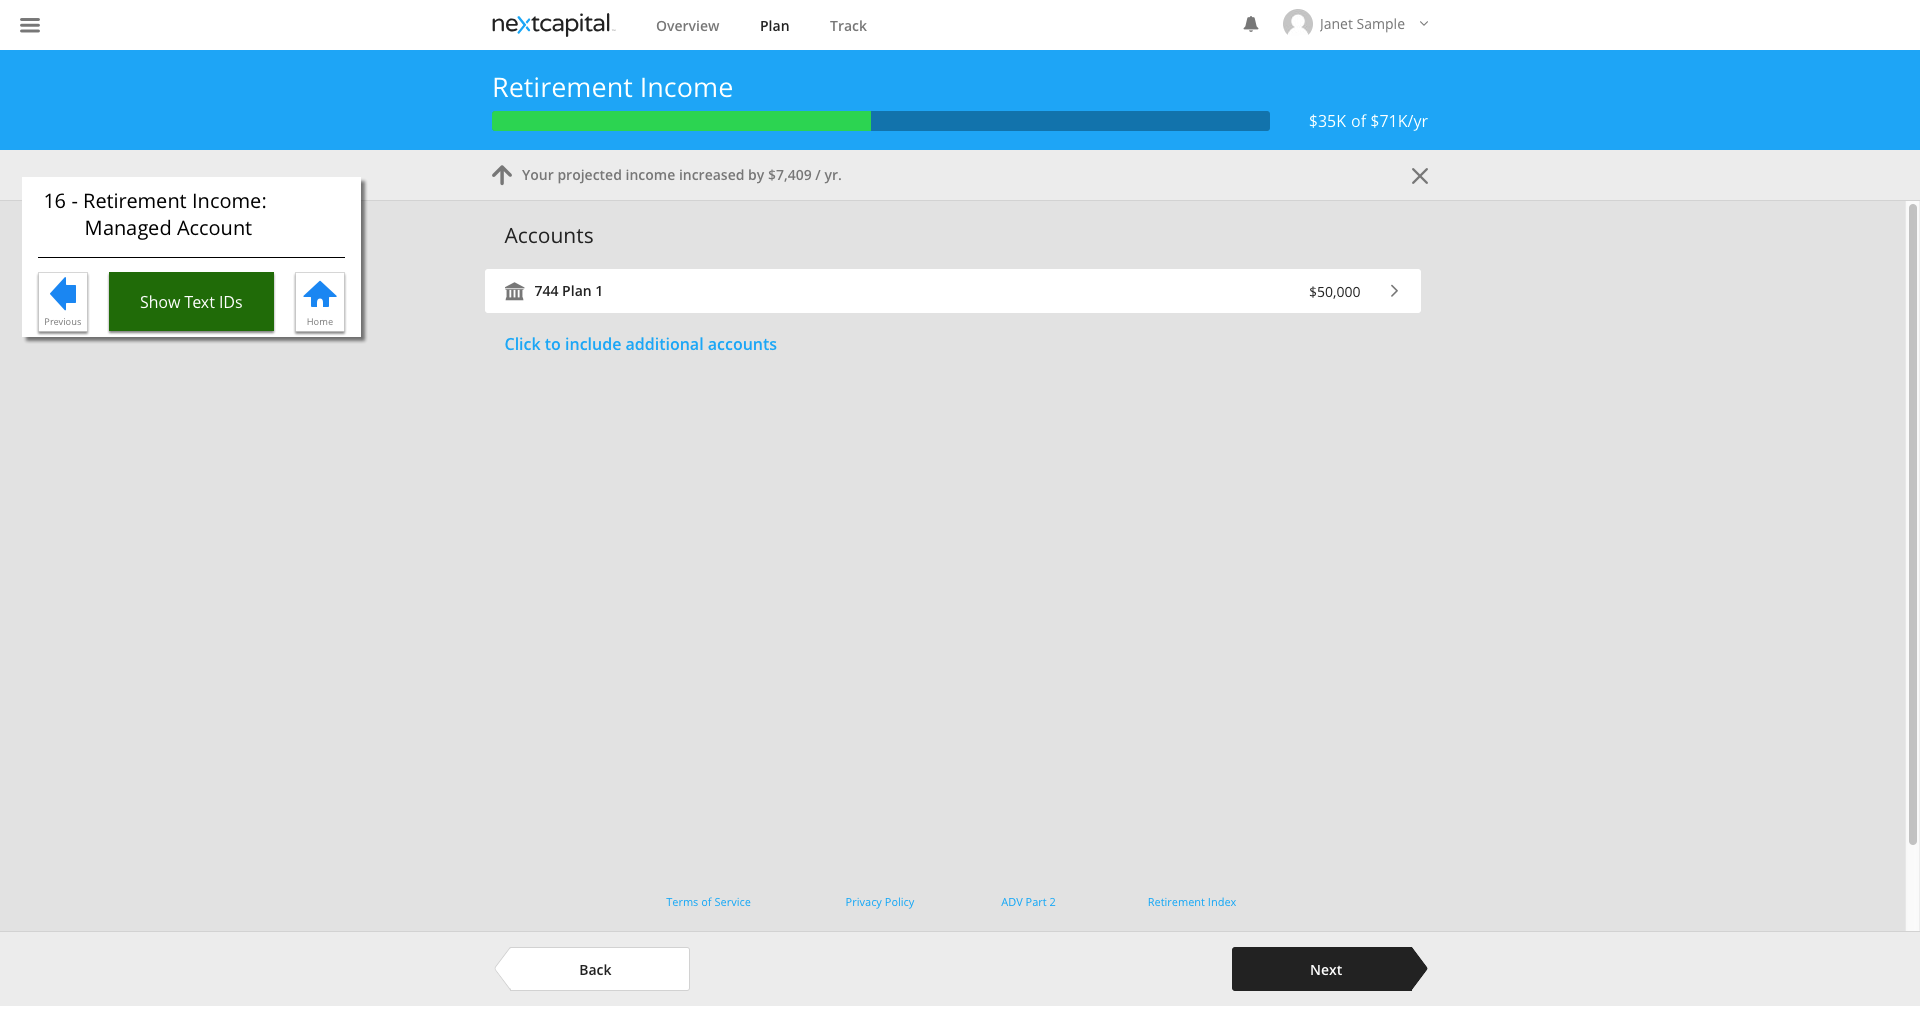 nextcapital
Overview
Plan
Track
Janet Sample
Retirement Income
$35K of $71K/yr
Your projected income increased by $7,409 / yr.
16 - Retirement Income:
Managed Account
Previous
Show Text IDs
Home
Accounts
744 Plan 1
$50,000
Click to include additional accounts
Terms of Service
Privacy Policy
ADV Part 2
Retirement Index
Back
Next